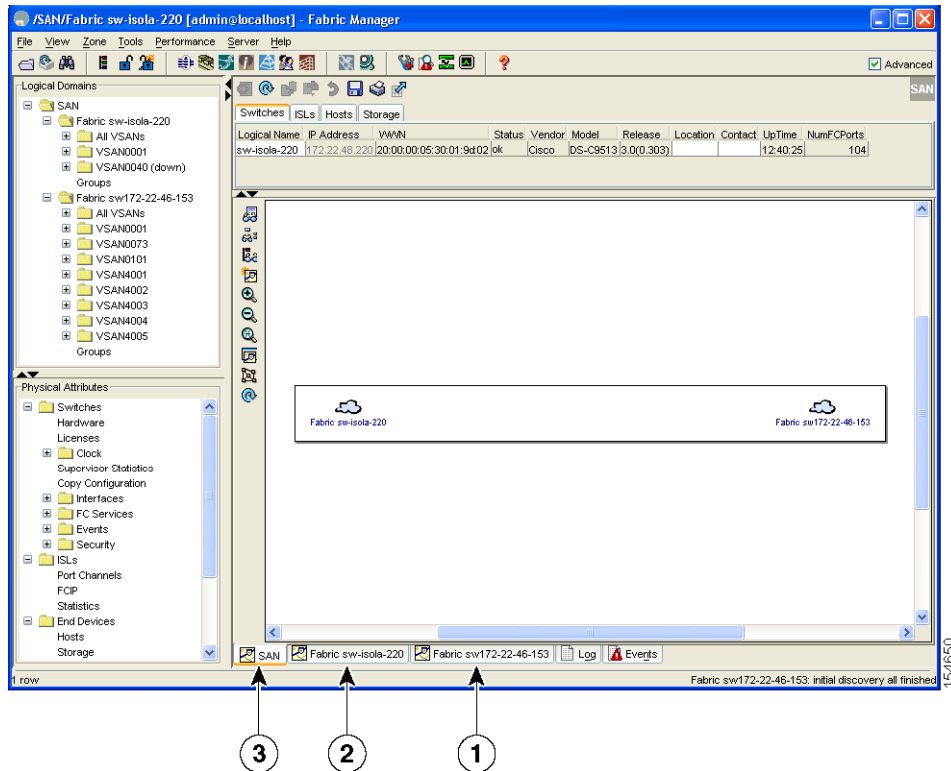 /SAN/Fabric sw-isola-220 [admin@localhost] - Fabric Manager
File View Zone Tools Performance Server Help
Advanced
Logical Domains
SAN
Fabric sw-isola-220
All VSANs
VSAN0001
VSAN0040 (down)
Groups
Fabric sw172-22-46-153
All VSANs
VSAN0001
VSAN0073
VSAN0101
VSAN4001
VSAN4002
VSAN4003
VSAN4004
VSAN4005
Groups
Physical Attributes
Switches
Hardware
Licenses
Clock
Supervisor Statistics
Copy Configuration
Interfaces
FC Services
Events
Security
ISLs
Port Channels
FCIP
Statistics
End Devices
Hosts
Storage
SAN
Switches ISLs Hosts Storage
Logical Name IP Address WWN Status Vendor Model Release Location Contact UpTime NumFCPorts
sw-isola-220 172.22.48.220 20:00:00:05:30:01:9d:02 ok Cisco DS-C9513 3.0(0.303) 12:40:25 104
Fabric sw-isola-220 Fabric sw172-22-46-153
SAN Fabric sw-isola-220 Fabric sw172-22-46-153 Log Events
1 row Fabric sw172-22-46-153: initial discovery all finished
154650
3 2 1